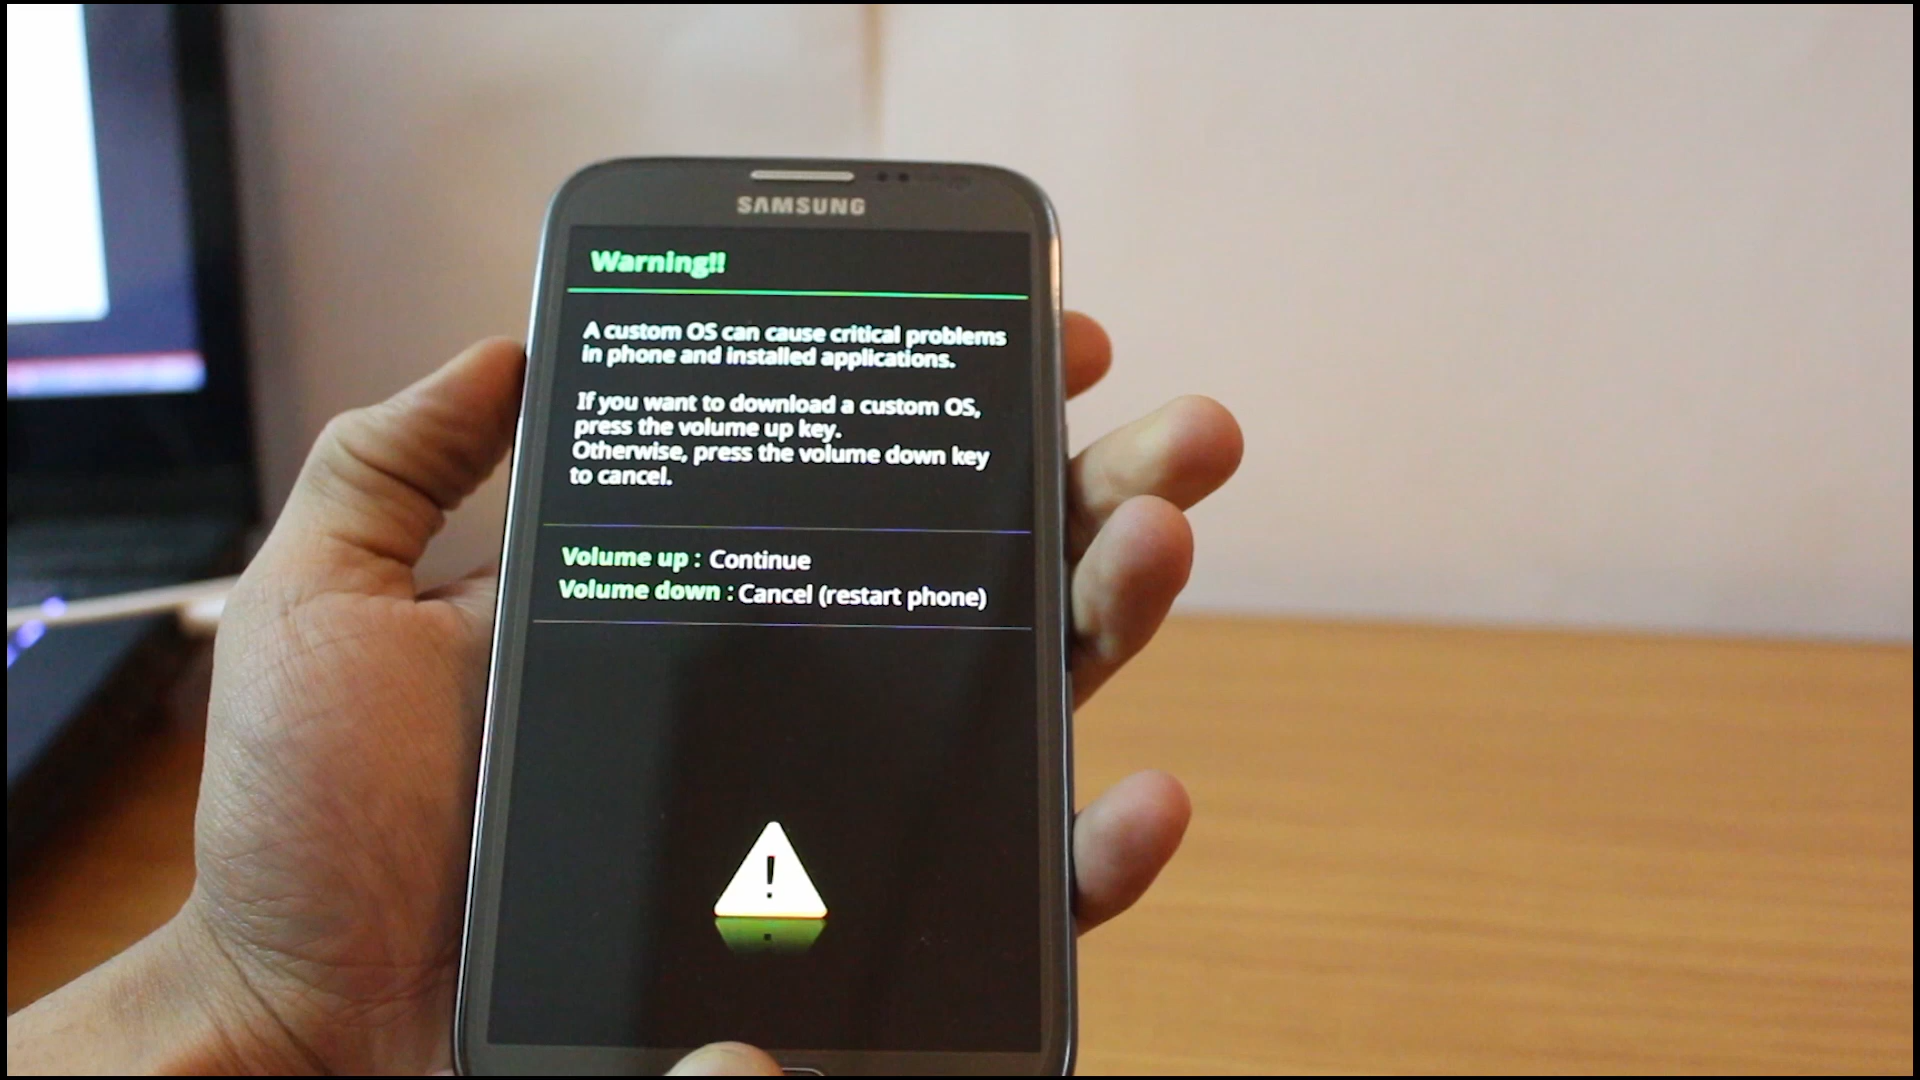 SAMSUNG
Warning!!
A custom OS can cause critical problems
in phone and installed applications.
If you want to download a custom OS,
press the volume up key.
Otherwise, press the volume down key
to cancel.
Volume up : Continue
Volume down : Cancel (restart phone)
!